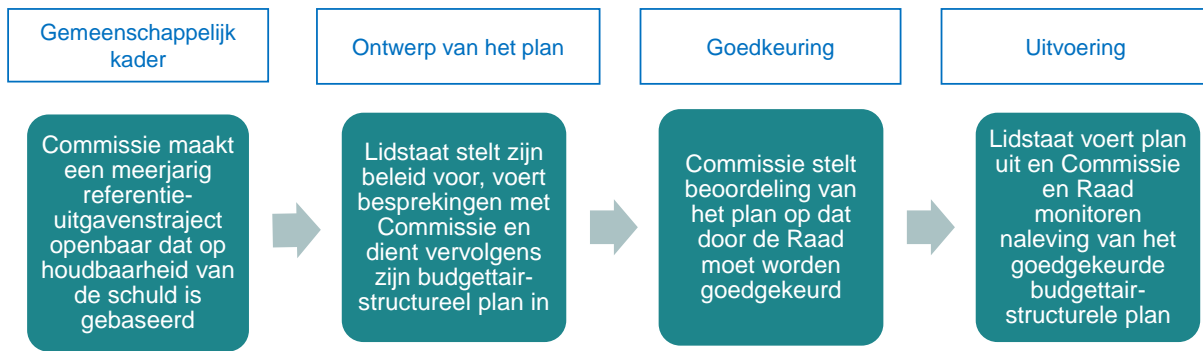 Gemeenschappelijk
kader
Ontwerp van het plan
Goedkeuring
Uitvoering
Commissie maakt
een meerjarig
referentie-
uitgavenstraject
openbaar dat op
houdbaarheid van
de schuld is
gebaseerd
Lidstaat stelt zijn
beleid voor, voert
besprekingen met
Commissie en
dient vervolgens
zijn budgettair-
structureel plan in
Commissie stelt
beoordeling van
het plan op dat
door de Raad
moet worden
goedgekeurd
Lidstaat voert plan
uit en Commissie
en Raad
monitoren
naleving van het
goedgekeurde
budgettair-
structurele plan